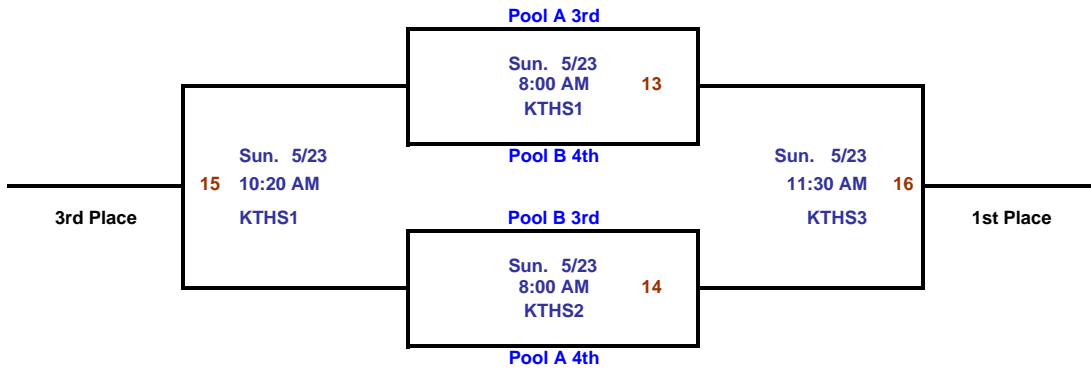 Pool A 3rd
Sun. 5/23
8:00 AM 13
KTHS1
Pool B 4th
Sun. 5/23
15 10:20 AM
KTHS1
3rd Place
Sun. 5/23
11:30 AM 16
KTHS3
1st Place
Pool B 3rd
Sun. 5/23
8:00 AM 14
KTHS2
Pool A 4th